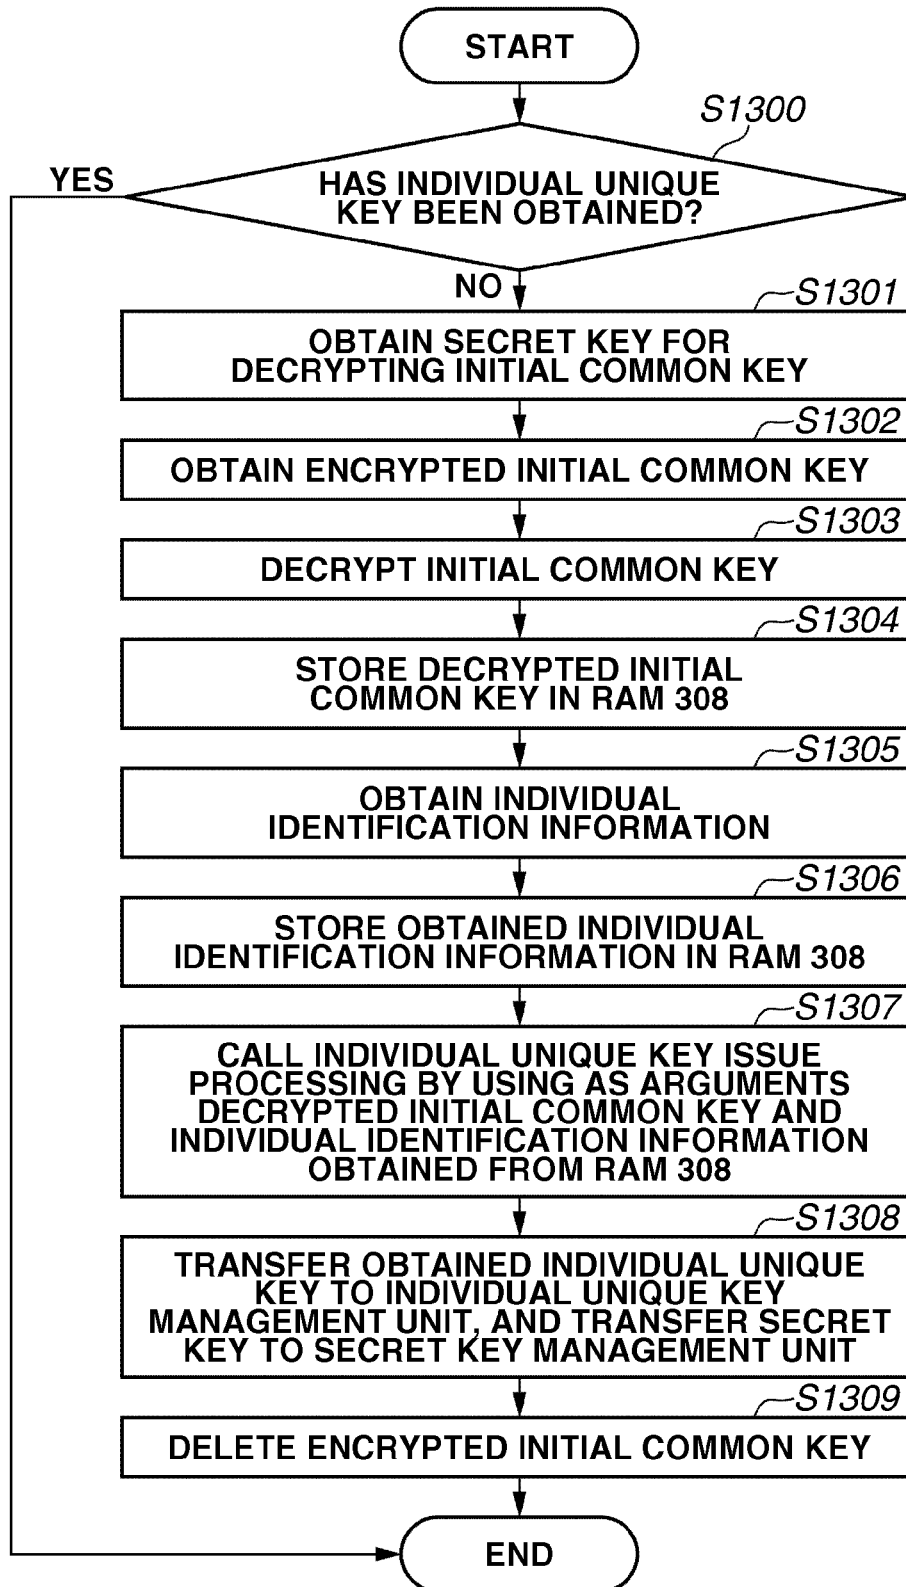 START
S1300
YES
HAS INDIVIDUAL UNIQUE
KEY BEEN OBTAINED?
NO
S1301
OBTAIN SECRET KEY FOR
DECRYPTING INITIAL COMMON KEY
S1302
OBTAIN ENCRYPTED INITIAL COMMON KEY
S1303
DECRYPT INITIAL COMMON KEY
S1304
STORE DECRYPTED INITIAL
COMMON KEY IN RAM 308
S1305
OBTAIN INDIVIDUAL
IDENTIFICATION INFORMATION
S1306
STORE OBTAINED INDIVIDUAL
IDENTIFICATION INFORMATION IN RAM 308
S1307
CALL INDIVIDUAL UNIQUE KEY ISSUE
PROCESSING BY USING AS ARGUMENTS
DECRYPTED INITIAL COMMON KEY AND
INDIVIDUAL IDENTIFICATION INFORMATION
OBTAINED FROM RAM 308
S1308
TRANSFER OBTAINED INDIVIDUAL UNIQUE
KEY TO INDIVIDUAL UNIQUE KEY
MANAGEMENT UNIT, AND TRANSFER SECRET
KEY TO SECRET KEY MANAGEMENT UNIT
S1309
DELETE ENCRYPTED INITIAL COMMON KEY
END